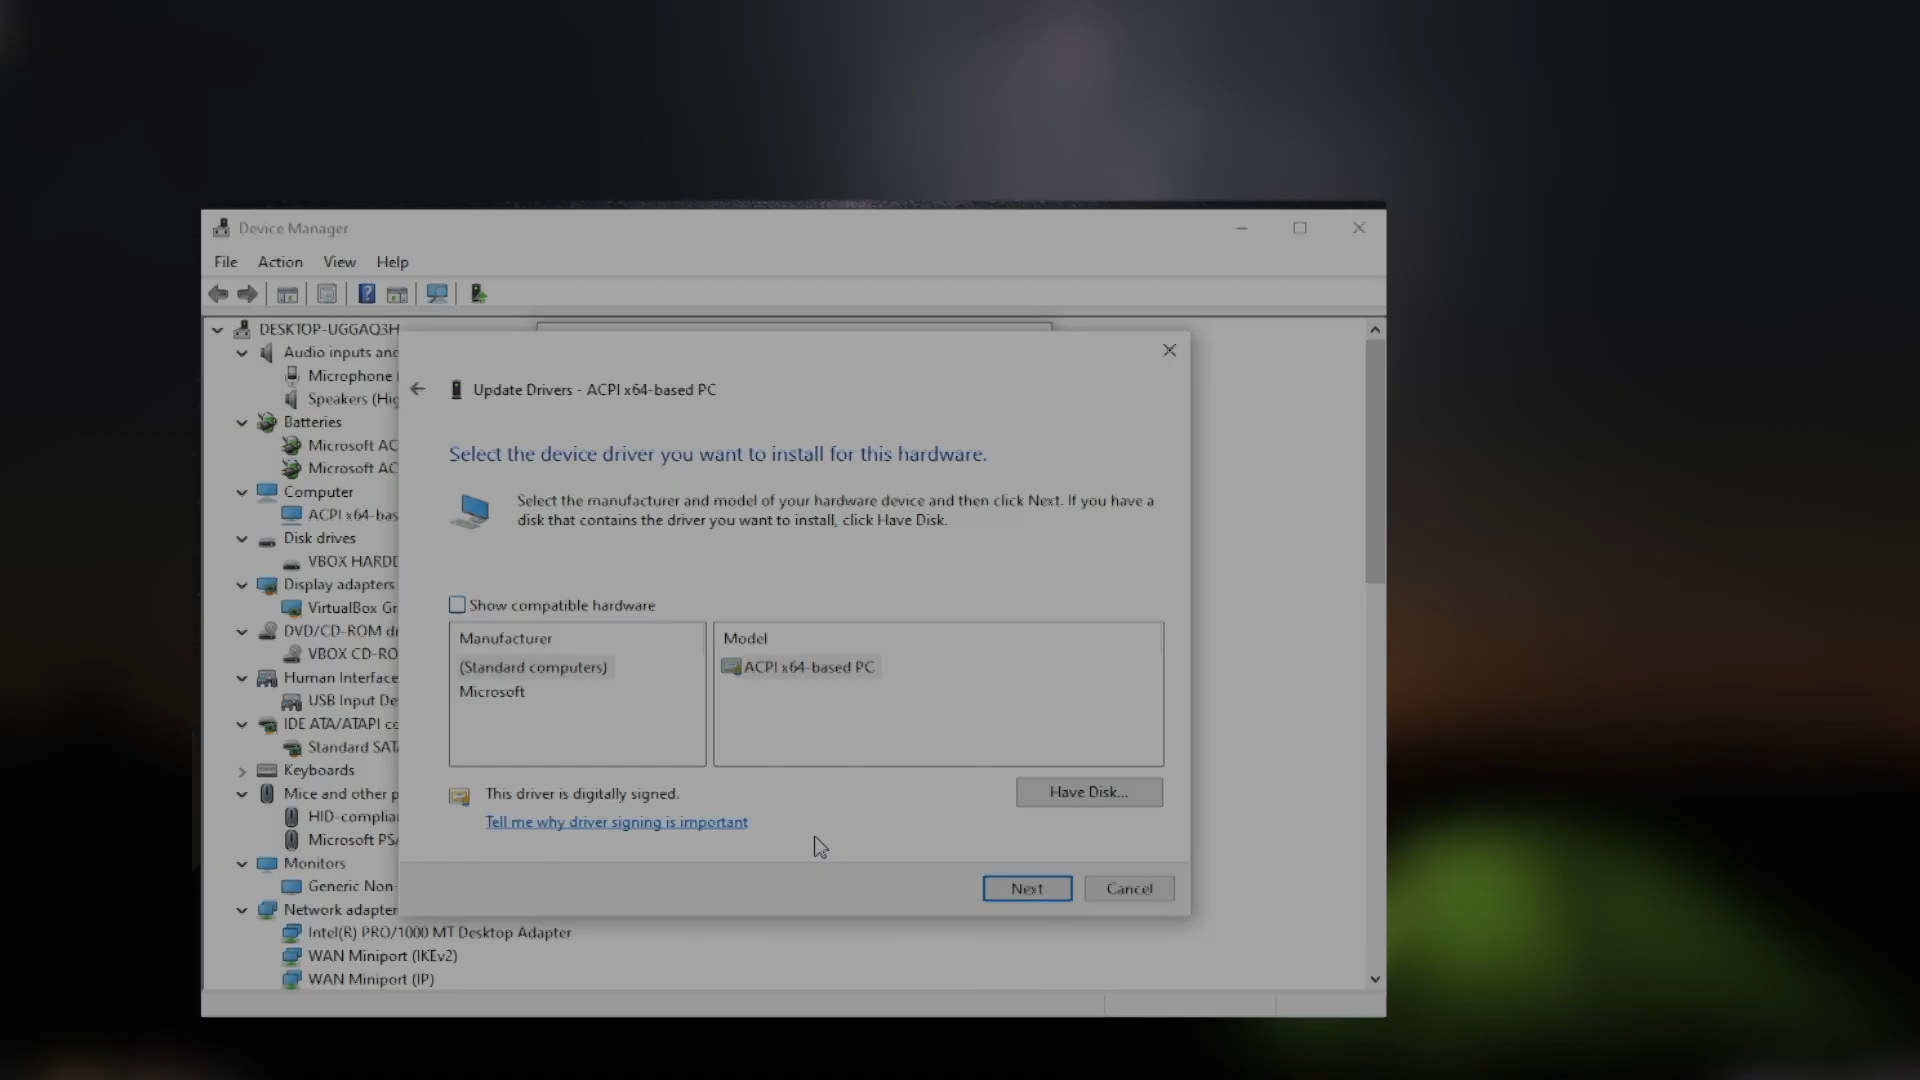 Device Manager
File Action View Help
DESKTOP-UGGAQ3H
Audio inputs and
Microphone
Speakers (Hig
Batteries
Microsoft AC
Microsoft AC
Computer
ACPI x64-bas
Disk drives
VBOX HARDD
Display adapters
VirtualBox Gr
DVD/CD-ROM dr
VBOX CD-RO
Human Interface
USB Input De
IDE ATA/ATAPI co
Standard SATA
Keyboards
Mice and other p
HID-complia
Microsoft PS/
Monitors
Generic Non-
Network adapter
Intel(R) PRO/1000 MT Desktop Adapter
WAN Miniport (IKEv2)
WAN Miniport (IP)
Update Drivers - ACPI x64-based PC
Select the device driver you want to install for this hardware.
Select the manufacturer and model of your hardware device and then click Next. If you have a
disk that contains the driver you want to install, click Have Disk.
Show compatible hardware
Manufacturer
(Standard computers)
Microsoft
Model
ACPI x64-based PC
This driver is digitally signed.
Have Disk...
Tell me why driver signing is important
Next
Cancel